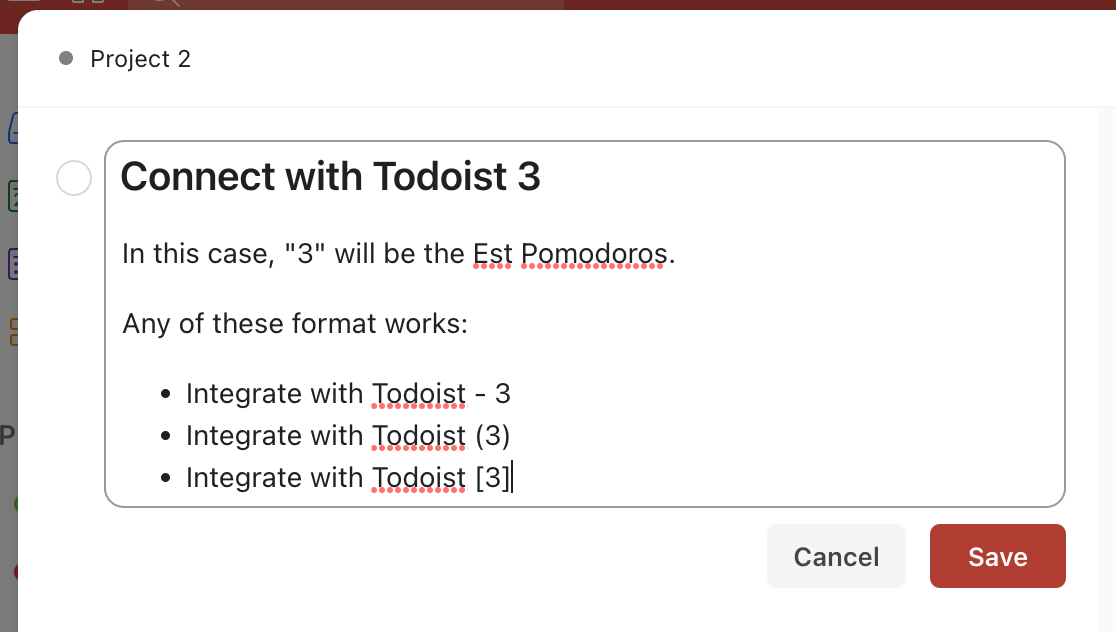 Project 2
Connect with Todoist 3
In this case, "3" will be the Est Pomodoros.
Any of these format works:
• Integrate with Todoist - 3
• Integrate with Todoist (3)
• Integrate with Todoist [3]
Cancel
Save
P